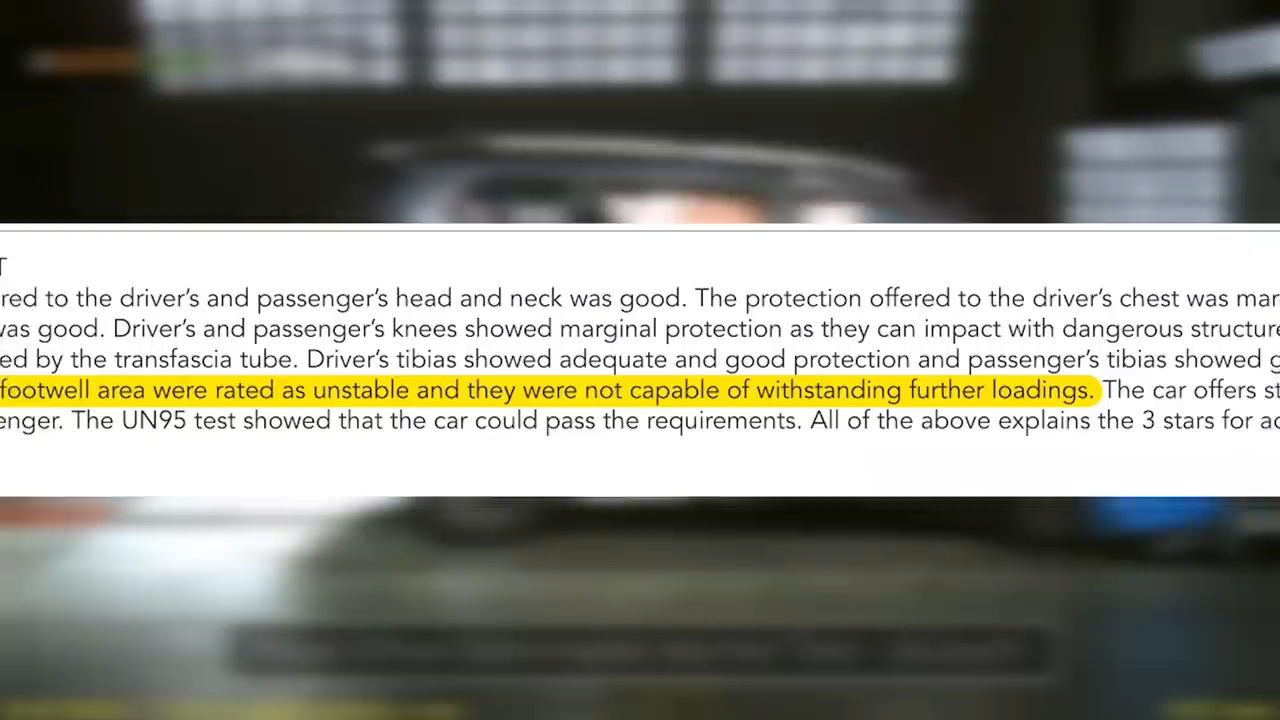 T
red to the driver's and passenger's head and neck was good. The protection offered to the driver's chest was mar
was good. Driver's and passenger's knees showed marginal protection as they can impact with dangerous structure
ed by the transfascia tube. Driver's tibias showed adequate and good protection and passenger's tibias showed g
footwell area were rated as unstable and they were not capable of withstanding further loadings. The car offers st
enger. The UN95 test showed that the car could pass the requirements. All of the above explains the 3 stars for ad